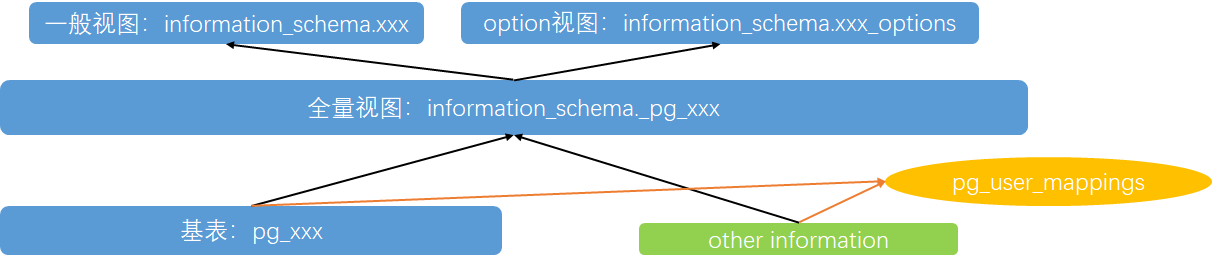 一般视图：information_schema.xxx
option视图：information_schema.xxx_options
全量视图：information_schema._pg_xxx
pg_user_mappings
基表：pg_xxx
other information